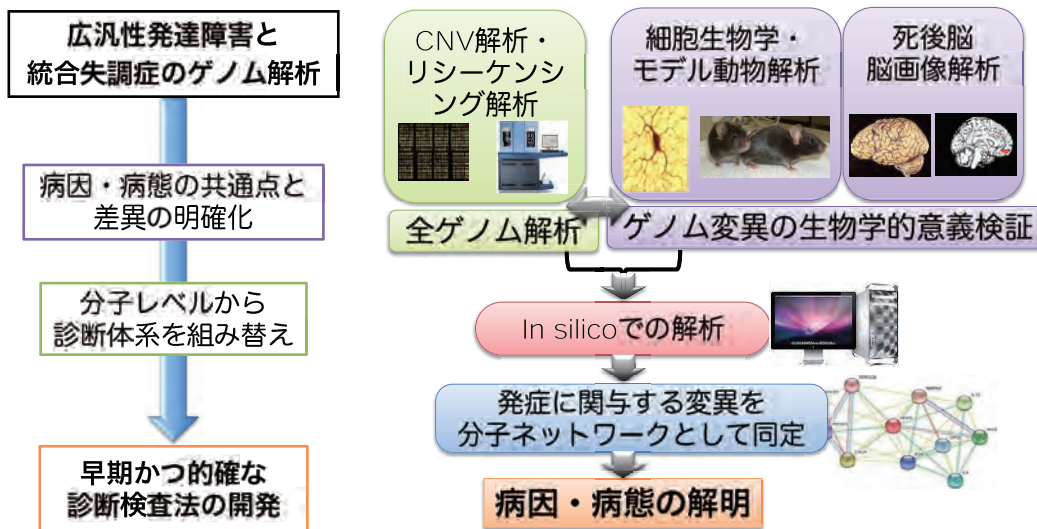 広汎性発達障害と
統合失調症のゲノム解析
病因・病態の共通点と
差異の明確化
分子レベルから
診断体系を組み替え
早期かつ的確な
診断検査法の開発
CNV解析・
リシーケンシ
ング解析
細胞生物学・
モデル動物解析
死後脳
脳画像解析
全ゲノム解析
ゲノム変異の生物学的意義検証
In silicoでの解析
発症に関与する変異を
分子ネットワークとして同定
病因・病態の解明